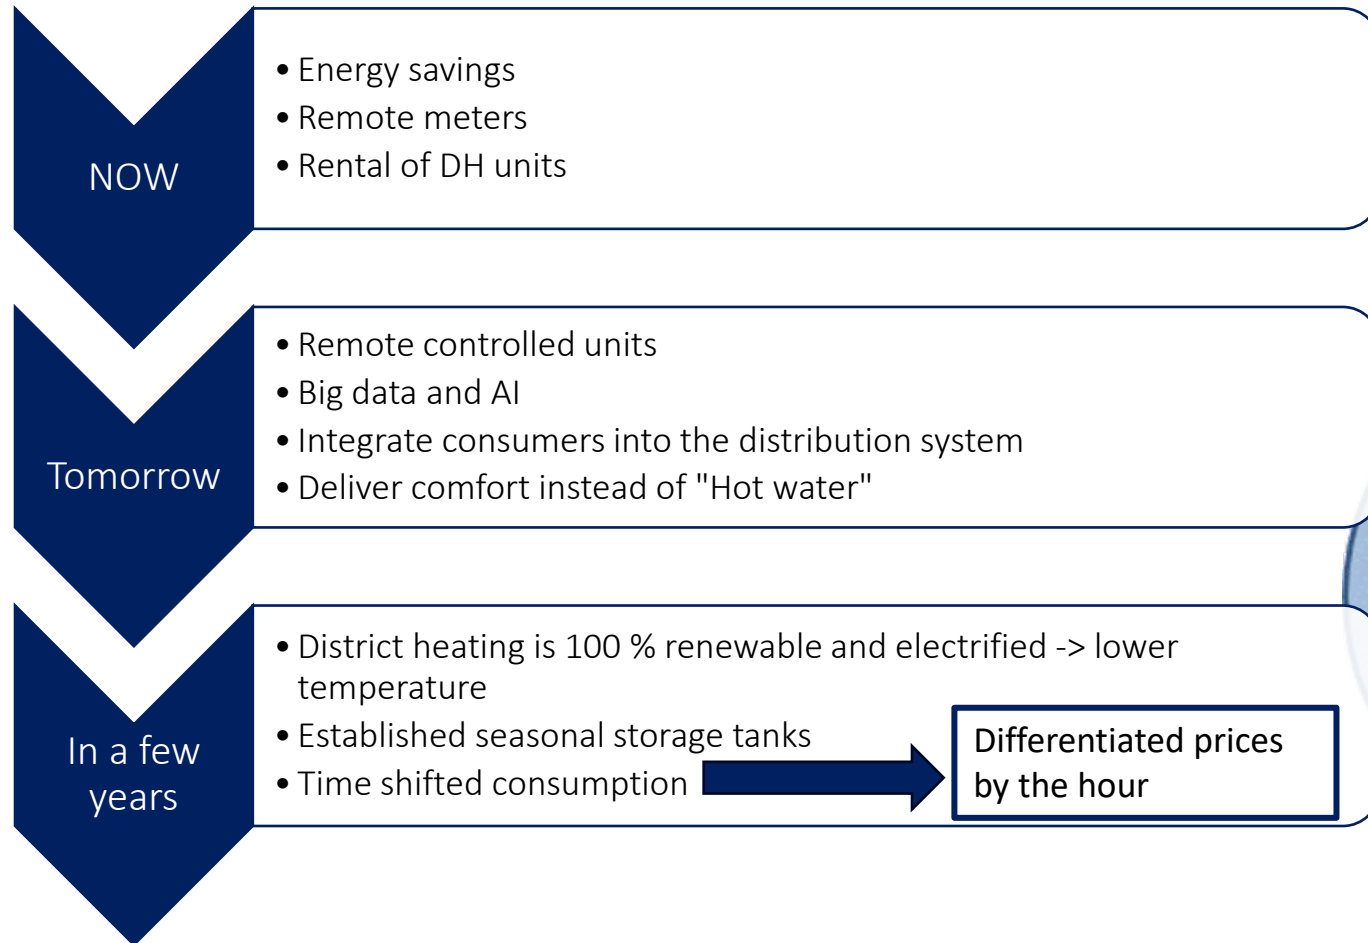 NOW
• Energy savings
• Remote meters
• Rental of DH units
Tomorrow
• Remote controlled units
• Big data and AI
• Integrate consumers into the distribution system
• Deliver comfort instead of "Hot water"
In a few
years
• District heating is 100 % renewable and electrified -> lower
temperature
• Established seasonal storage tanks
• Time shifted consumption
Differentiated prices
by the hour